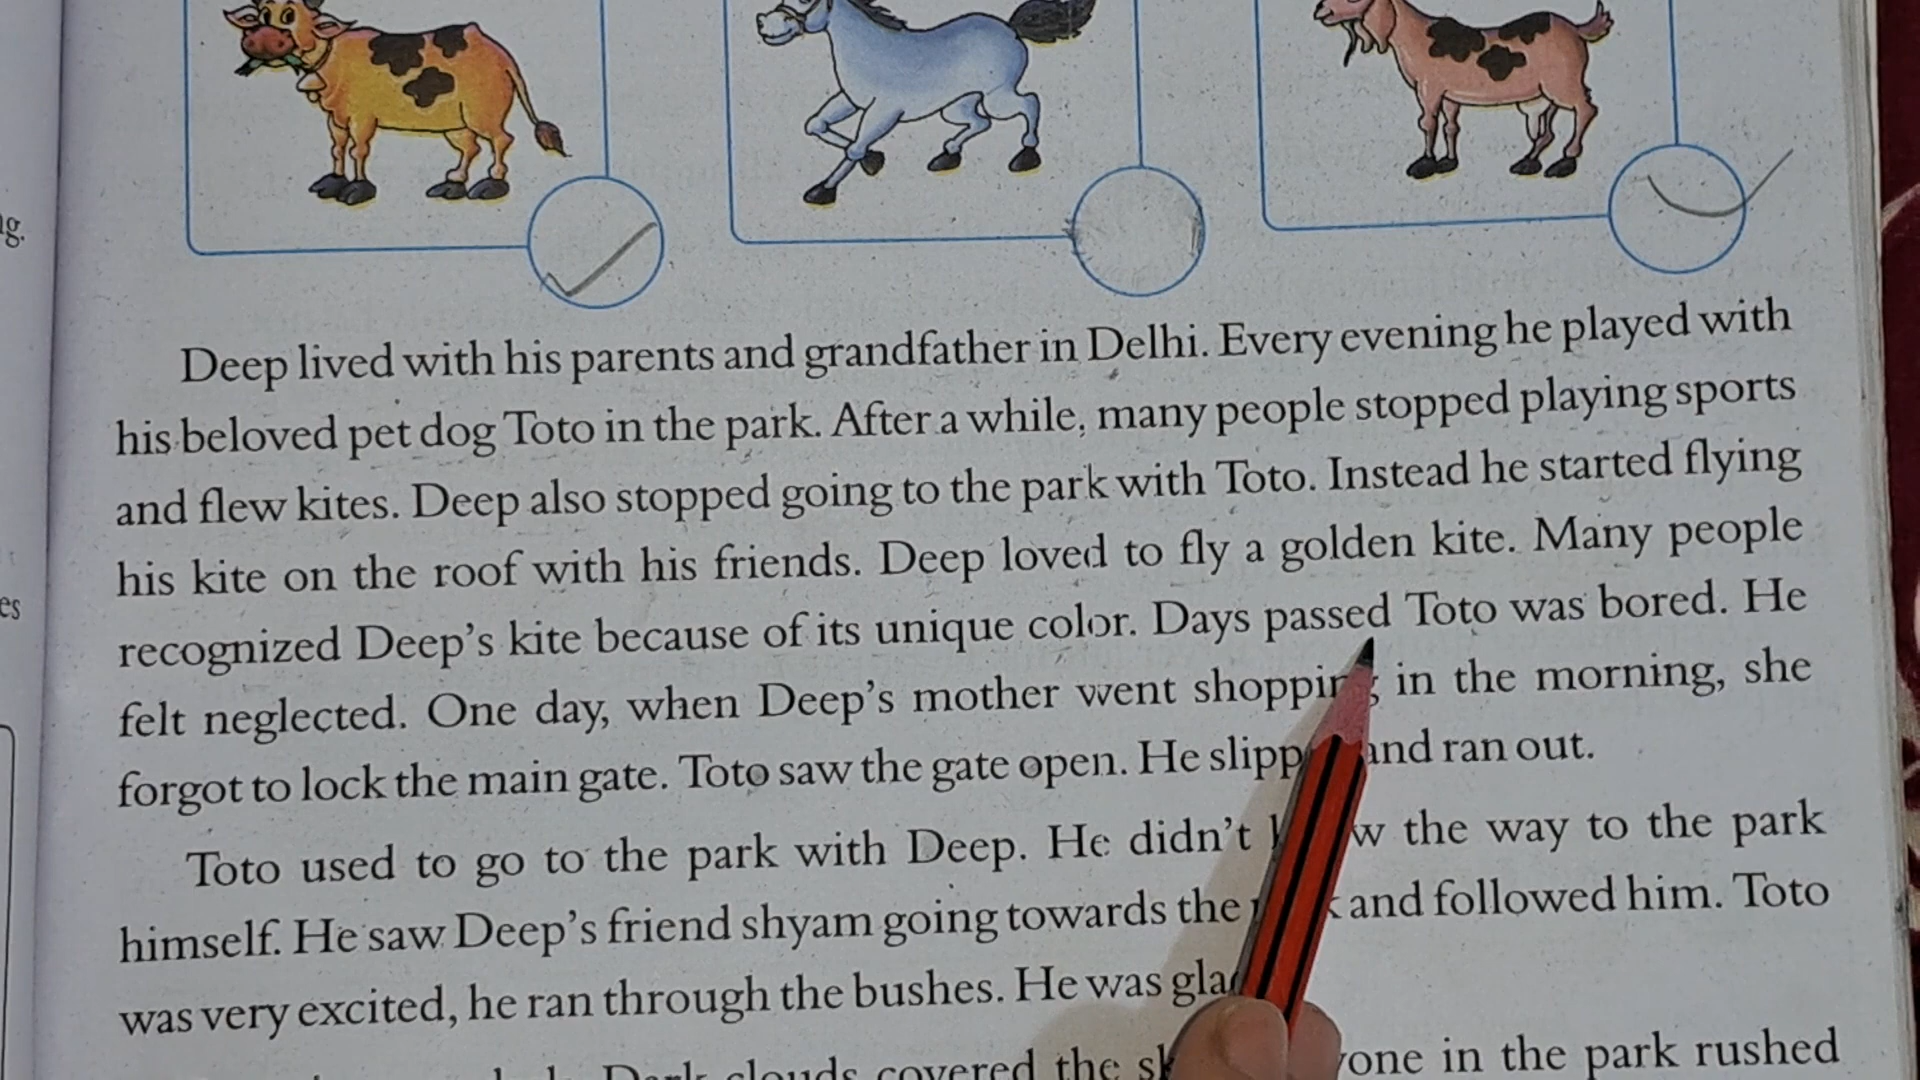 g.
es
Deep lived with his parents and grandfather in Delhi. Every evening he played with
his beloved pet dog Toto in the park. After a while, many people stopped playing sports
and flew kites. Deep also stopped going to the park with Toto. Instead he started flying
his kite on the roof with his friends. Deep loved to fly a golden kite. Many people
recognized Deep's kite because of its unique color. Days passed Toto was bored. He
felt neglected. One day, when Deep's mother went shopping in the morning, she
forgot to lock the main gate. Toto saw the gate open. He and ran out.
Toto used to go to the park with Deep. He didn't the way to the park
himself. He saw Deep's friend shyam going towards the and followed him. Toto
was very excited, he ran through the bushes. He was
Dark clouds covered the in the park rushed